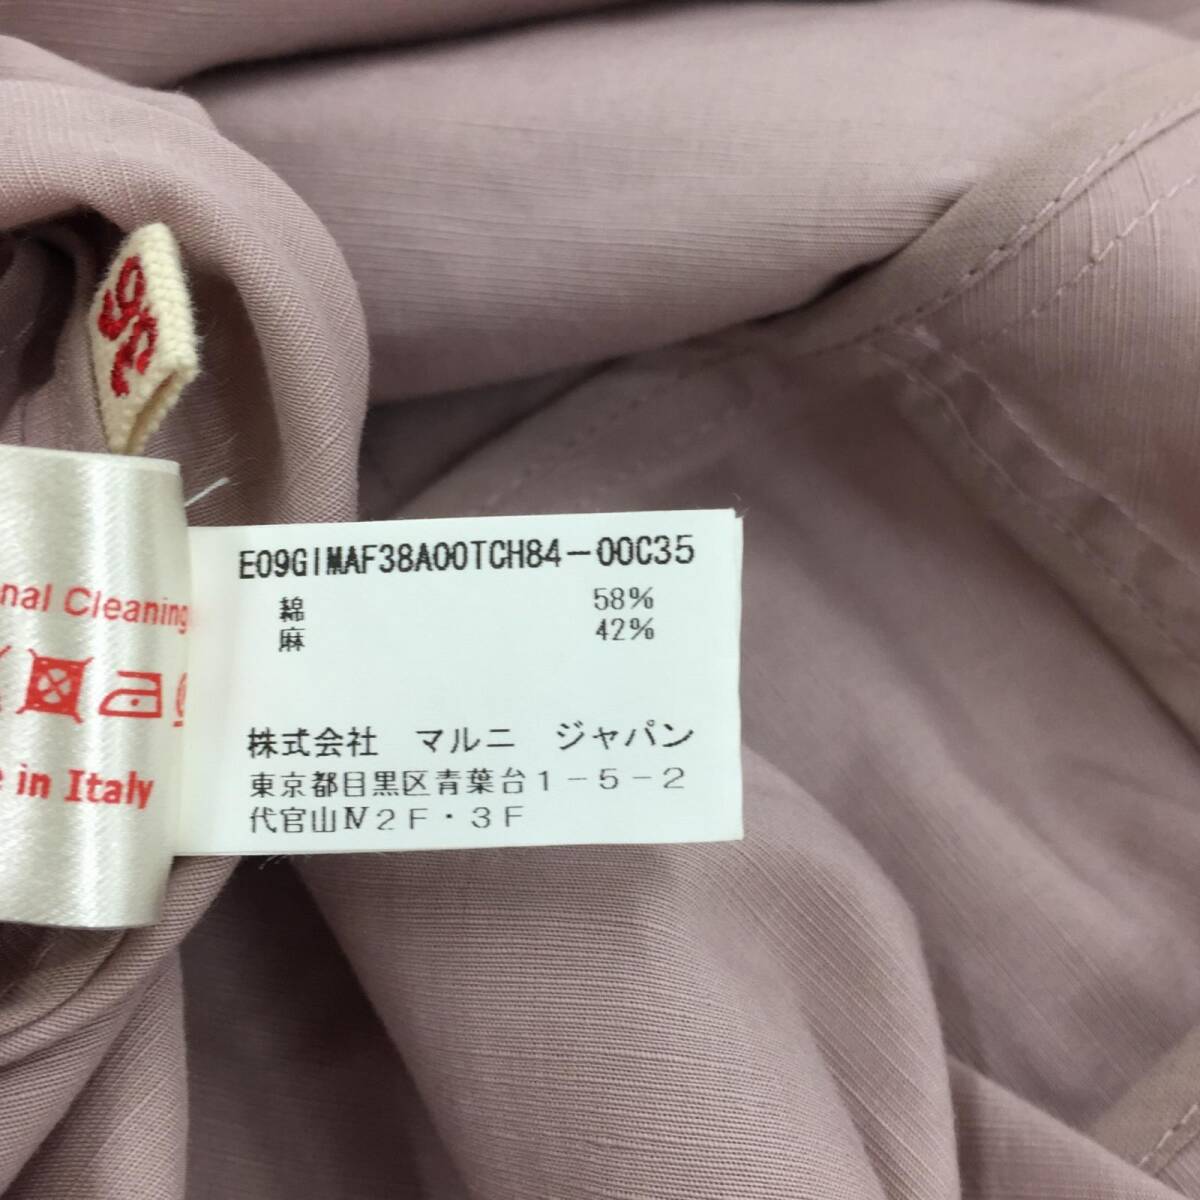 nal Cleaning
in Italy
E09GIMAF38A00TCH84-00C35
綿 58%
麻 42%
株式会社 マルニ ジャパン
東京都目黒区青葉台1-5-2
代官山Ⅳ2F・3F